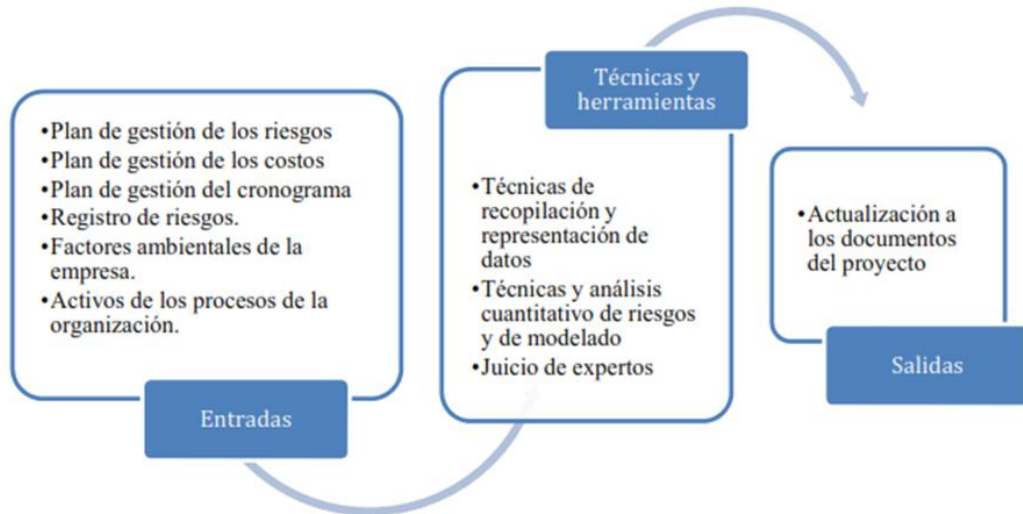 •Plan de gestión de los riesgos
•Plan de gestión de los costos
•Plan de gestión del cronograma
•Registro de riesgos.
•Factores ambientales de la
empresa.
•Activos de los procesos de la
organización.
Entradas
Técnicas y
herramientas
•Técnicas de
recopilación y
representación de
datos
•Técnicas y análisis
cuantitativo de riesgos
y de modelado
•Juicio de expertos
• Actualización a
los documentos
del proyecto
Salidas